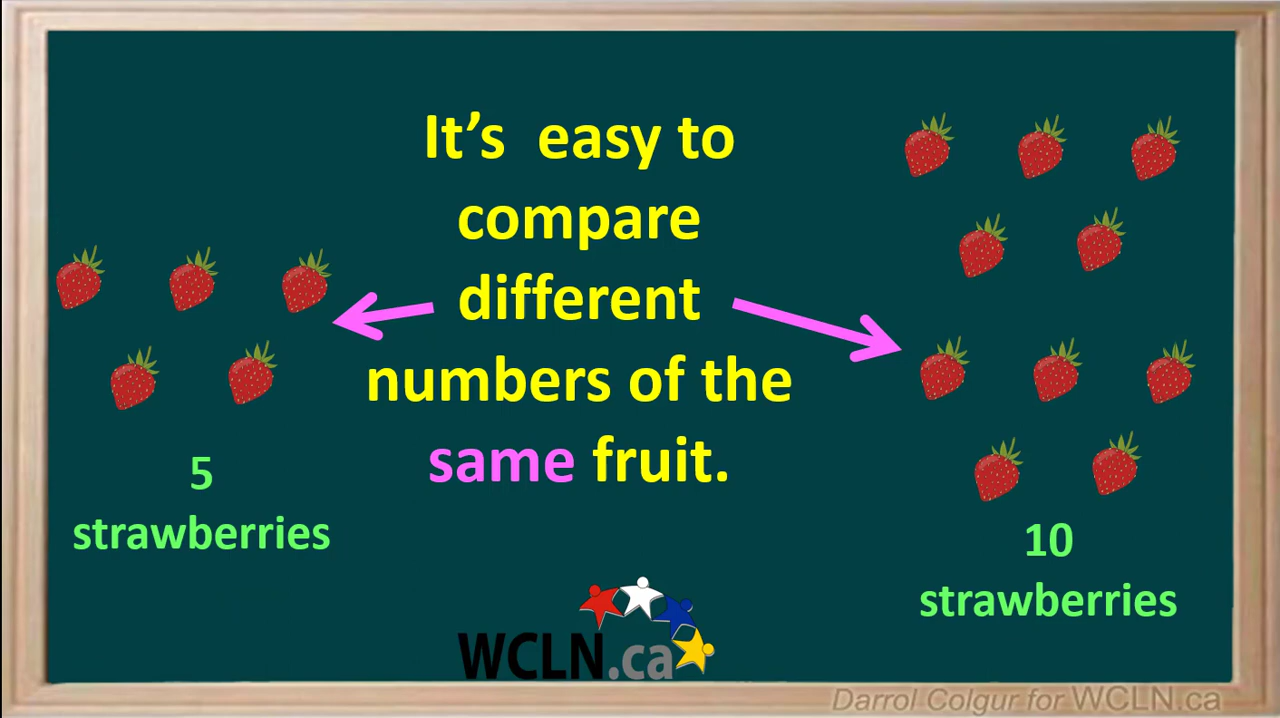 It's  easy to
compare
different
numbers of the
same fruit.
5
strawberries
10
strawberries
WCLN.ca
Darrol Colgur for WCLN.ca